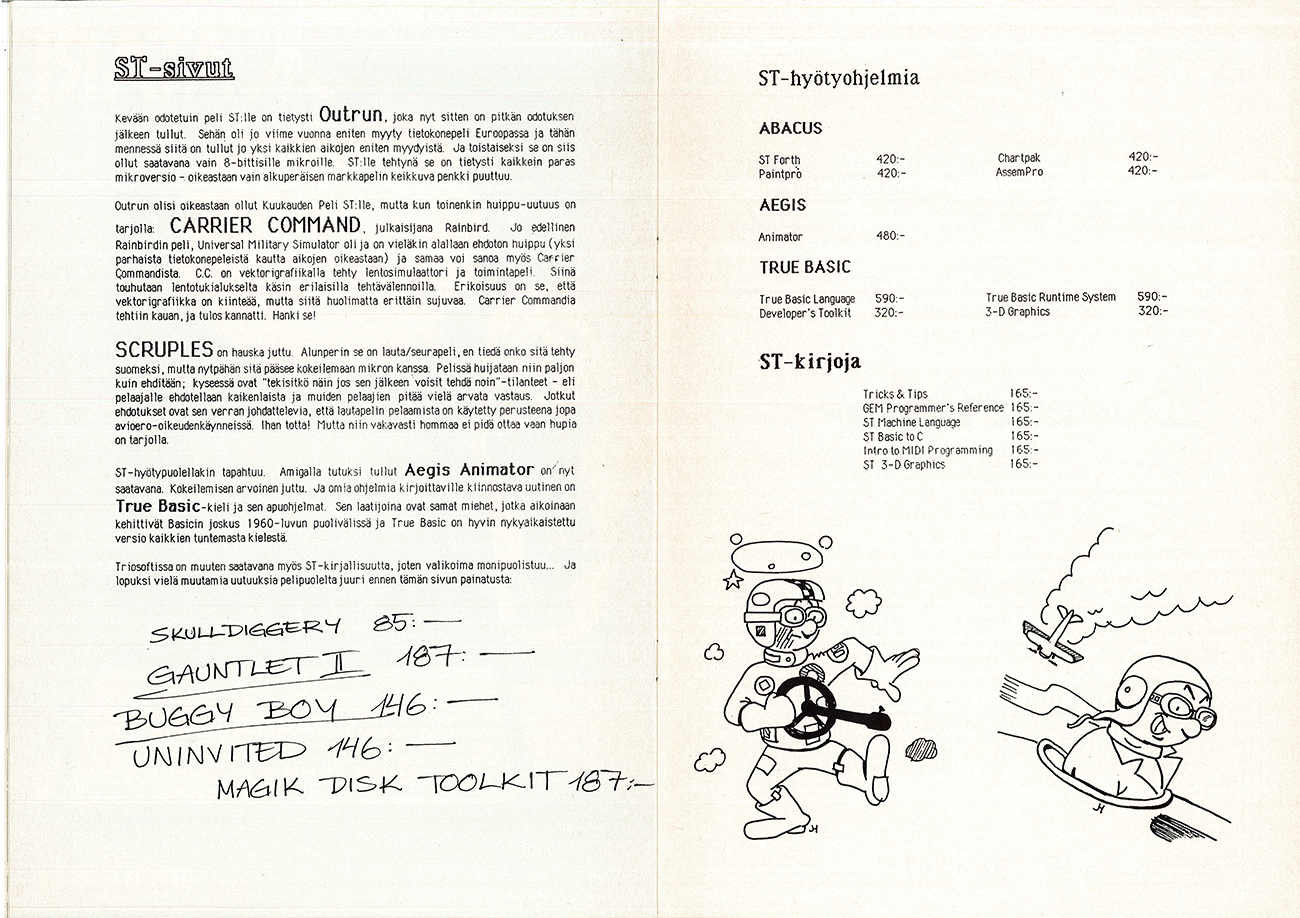 ST-sivut
Kevään odotetuin peli ST:lle on tietysti Outrun, joka nyt sitten on pitkän odotuksen
jälkeen tullut. Sehän oli jo viime vuonna eniten myyty tietokonepeli Euroopassa ja tähän
mennessä siitä on tullut jo yksi kaikkien aikojen eniten myydyistä. Ja toistaiseksi se on siis
ollut saatavana vain 8-bittisille mikroille. ST:lle tehtynä se on tietysti kaikkein paras
mikroversio - oikeastaan vain alkuperäisen markkapelin keikkuva penkki puuttuu.
Outrun olisi oikeastaan ollut Kuukauden Peli ST:lle, mutta kun toinenkin huippu-uutuus on
tarjolla: CARRIER COMMAND, julkaisijana Rainbird. Jo edellinen
Rainbirdin peli, Universal Military Simulator oli ja on vieläkin alallaan ehdoton huippu (yksi
parhaista tietokonepeleistä kautta aikojen oikeastaan) ja samaa voi sanoa myös Carrier
Commandista. C.C. on vektorigrafiikalla tehty lentosimulaattori ja toimintapeli. Siinä
touhutaan lentotukialukselta käsin erilaisilla tehtävälennoilla. Erikoisuus on se, että
vektorigrafiikka on kiinteää, mutta siitä huolimatta erittäin sujuvaa. Carrier Commandia
tehtiin kauan, ja tulos kannatti. Hanki se!
SCRUPLES on hauska juttu. Alunperin se on lauta/seurapeli, en tiedä onko sitä tehty
suomeksi, mutta nytpähän sitä pääsee kokeilemaan mikron kanssa. Pelissä huijataan niin paljon
kuin ehditään; kyseessä ovat "tekisitkö näin jos sen jälkeen voisit tehdä noin"-tilanteet - eli
pelaajalle ehdotellaan kaikenlaista ja muiden pelaajien pitää vielä arvata vastaus. Jotkut
ehdotukset ovat sen verran johdattelevia, että lautapelin pelaamista on käytetty perusteena jopa
avioero-oikeudenkäynneissä. Ihan totta! Mutta niin vakavasti hommaa ei pidä ottaa vaan hupia
on tarjolla.
ST-hyötypuolellakin tapahtuu. Amigalla tutuksi tullut Aegis Animator on nyt
saatavana. Kokeilemisen arvoinen juttu. Ja omia ohjelmia kirjoittaville kiinnostava uutinen on
True Basic-kieli ja sen apuohjelmat. Sen laatijoina ovat samat miehet, jotka aikoinaan
kehittivät Basicin joskus 1960-luvun puolivälissä ja True Basic on hyvin nykyaikaistettu
versio kaikkien tuntemasta kielestä.
Triosoftissa on muuten saatavana myös ST-kirjallisuutta, joten valikoima monipuolistuu... Ja
lopuksi vielä muutamia uutuuksia pelipuolelta juuri ennen tämän sivun painatusta:
SKULLDIGGERY 85:-
GAUNTLET II 187:-
BUGGY BOY 146:-
UNINVITED 146:-
MAGIK DISK TOOLKIT 187:-
ST-hyötyohjelmia
ABACUS
ST Forth 420:- Chartpak 420:-
Paintpro 420:- AssemPro 420:-
AEGIS
Animator 480:-
TRUE BASIC
True Basic Language 590:- True Basic Runtime System 590:-
Developer's Toolkit 320:- 3-D Graphics 320:-
ST-kirjoja
Tricks & Tips 165:-
GEM Programmer's Reference 165:-
ST Machine Language 165:-
ST Basic to C 165:-
Intro to MIDI Programming 165:-
ST 3-D Graphics 165:-
JH
JH